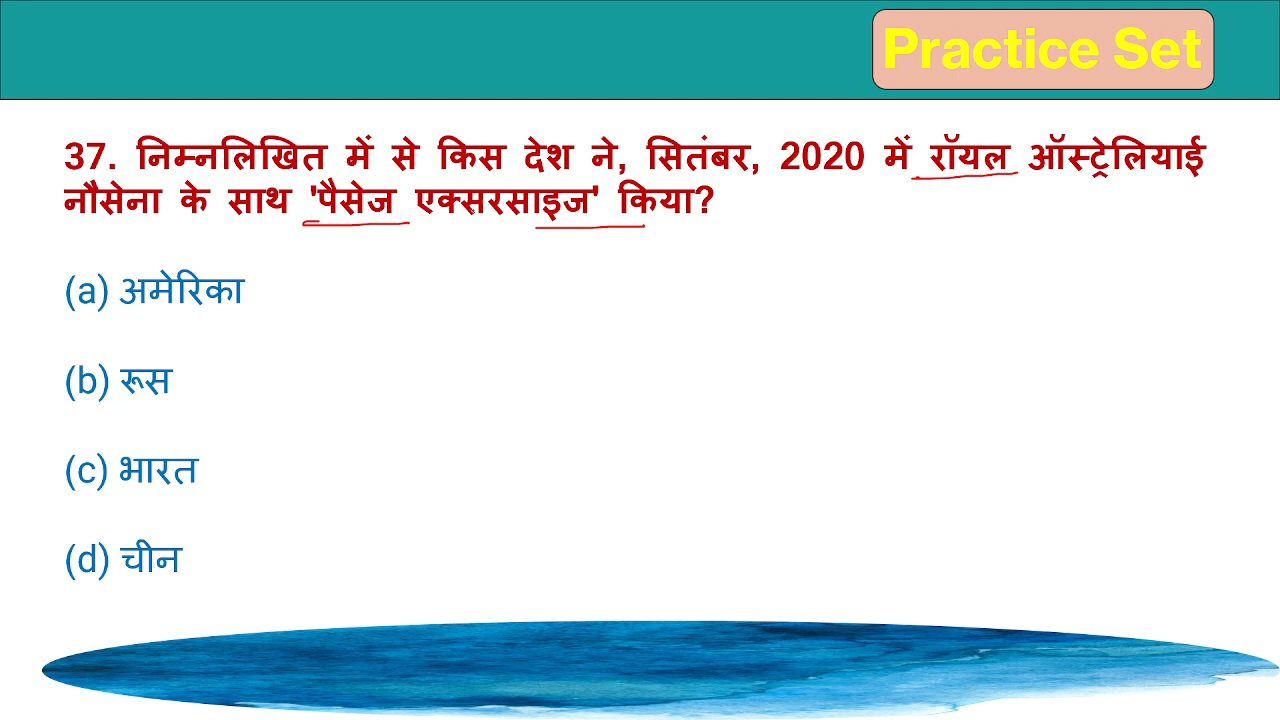 Practice Set
37. निम्नलिखित में से किस देश ने, सितंबर, 2020 में रॉयल ऑस्ट्रेलियाई
नौसेना के साथ 'पैसेज एक्सरसाइज' किया?
(a) अमेरिका
(b) रूस
(c) भारत
(d) चीन